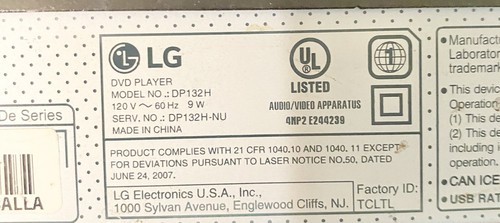 LG
DVD PLAYER
MODEL NO.: DP132H
120 V ~ 60 Hz 9 W
SERV. NO.: DP132H-NU
MADE IN CHINA
UL
LISTED
AUDIO/VIDEO APPARATUS
4MP2 E244239
1
PRODUCT COMPLIES WITH 21 CFR 1040.10 AND 1040. 11 EXCEPT
FOR DEVIATIONS PURSUANT TO LASER NOTICE NO.50, DATED
JUNE 24, 2007.
LG Electronics U.S.A., Inc.,
1000 Sylvan Avenue, Englewood Cliffs, NJ.
Factory ID:
TCLTL
De Series
ALLA
Manufact
Laborator
trademark
This devic
Operation
(1) This de
(2) This de
including i
operation.
CAN ICE
USB RAT